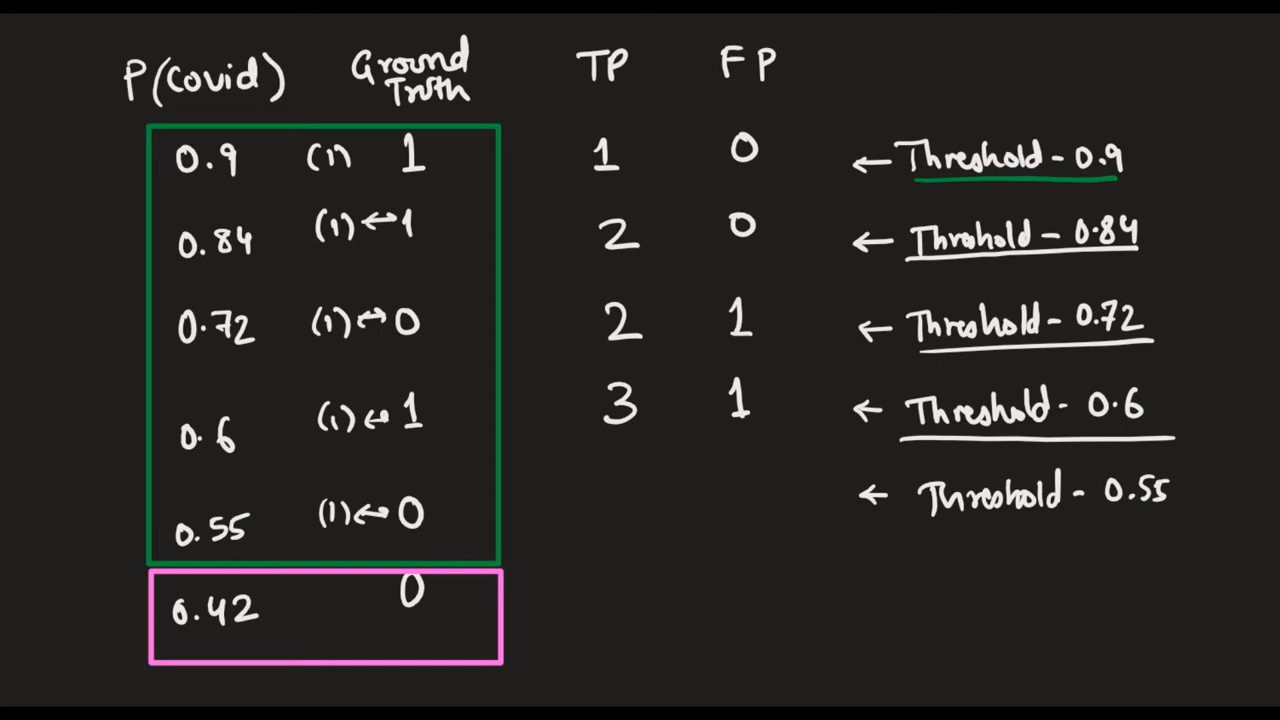 P(Covid) Ground Truth TP FP
0.9 (1) 1 1 0 ← Threshold - 0.9
0.84 (1) ↔ 1 2 0 ← Threshold - 0.84
0.72 (1) ↔ 0 2 1 ← Threshold - 0.72
0.6 (1) ↔ 1 3 1 ← Threshold - 0.6
0.55 (1) ↔ 0 ← Threshold - 0.55
0.42 0